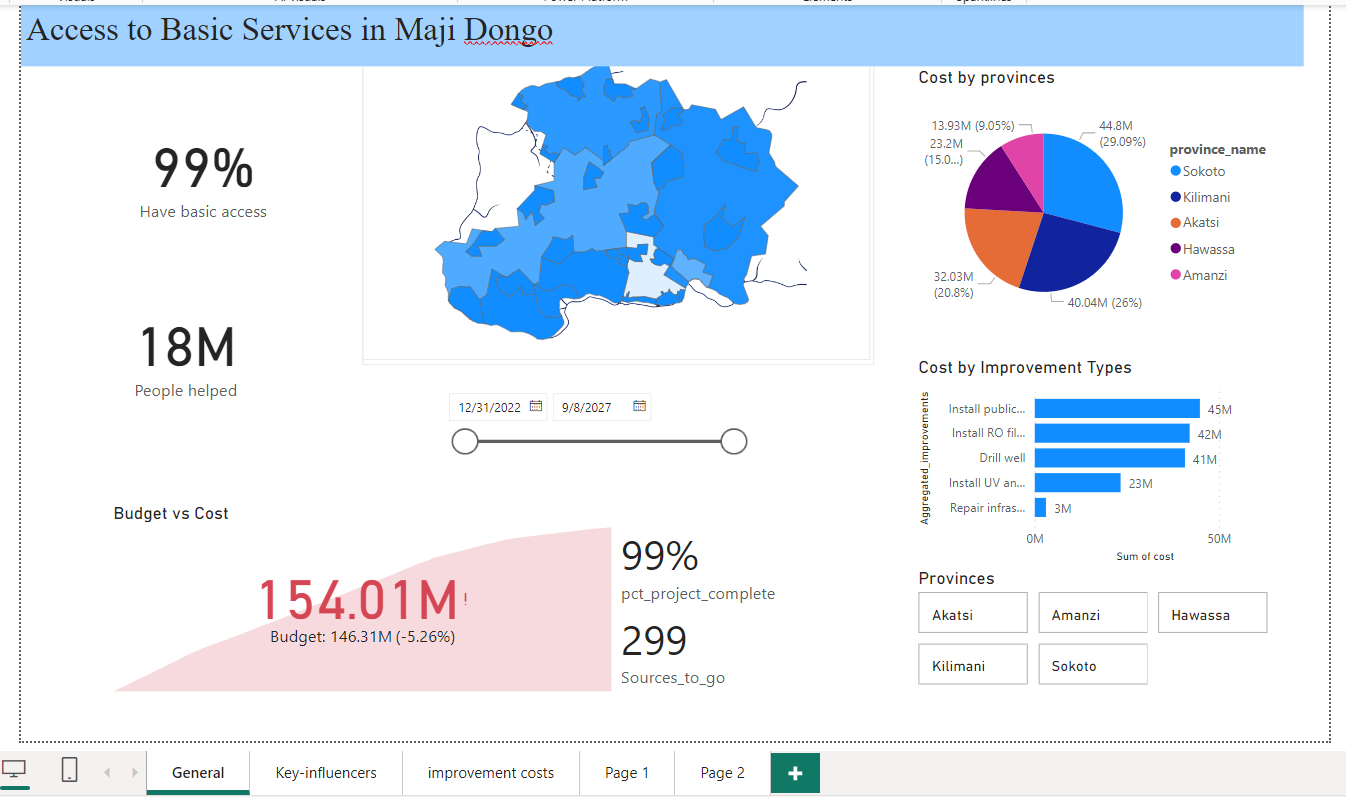 Access to Basic Services in Maji Dongo
99%
Have basic access
18M
People helped
12/31/2022
9/8/2027
Budget vs Cost
154.01M!
Budget: 146.31M (-5.26%)
99%
pct_project_complete
299
Sources_to_go
Cost by provinces
13.93M (9.05%)
23.2M
(15.0...)
44.8M
(29.09%)
32.03M
(20.8%)
40.04M (26%)
province_name
Sokoto
Kilimani
Akatsi
Hawassa
Amanzi
Cost by Improvement Types
Aggregated_improvements
Install public... 45M
Install RO fil... 42M
Drill well 41M
Install UV an... 23M
Repair infras... 3M
0M 50M
Sum of cost
Provinces
Akatsi Amanzi Hawassa
Kilimani Sokoto
General Key-influencers improvement costs Page 1 Page 2